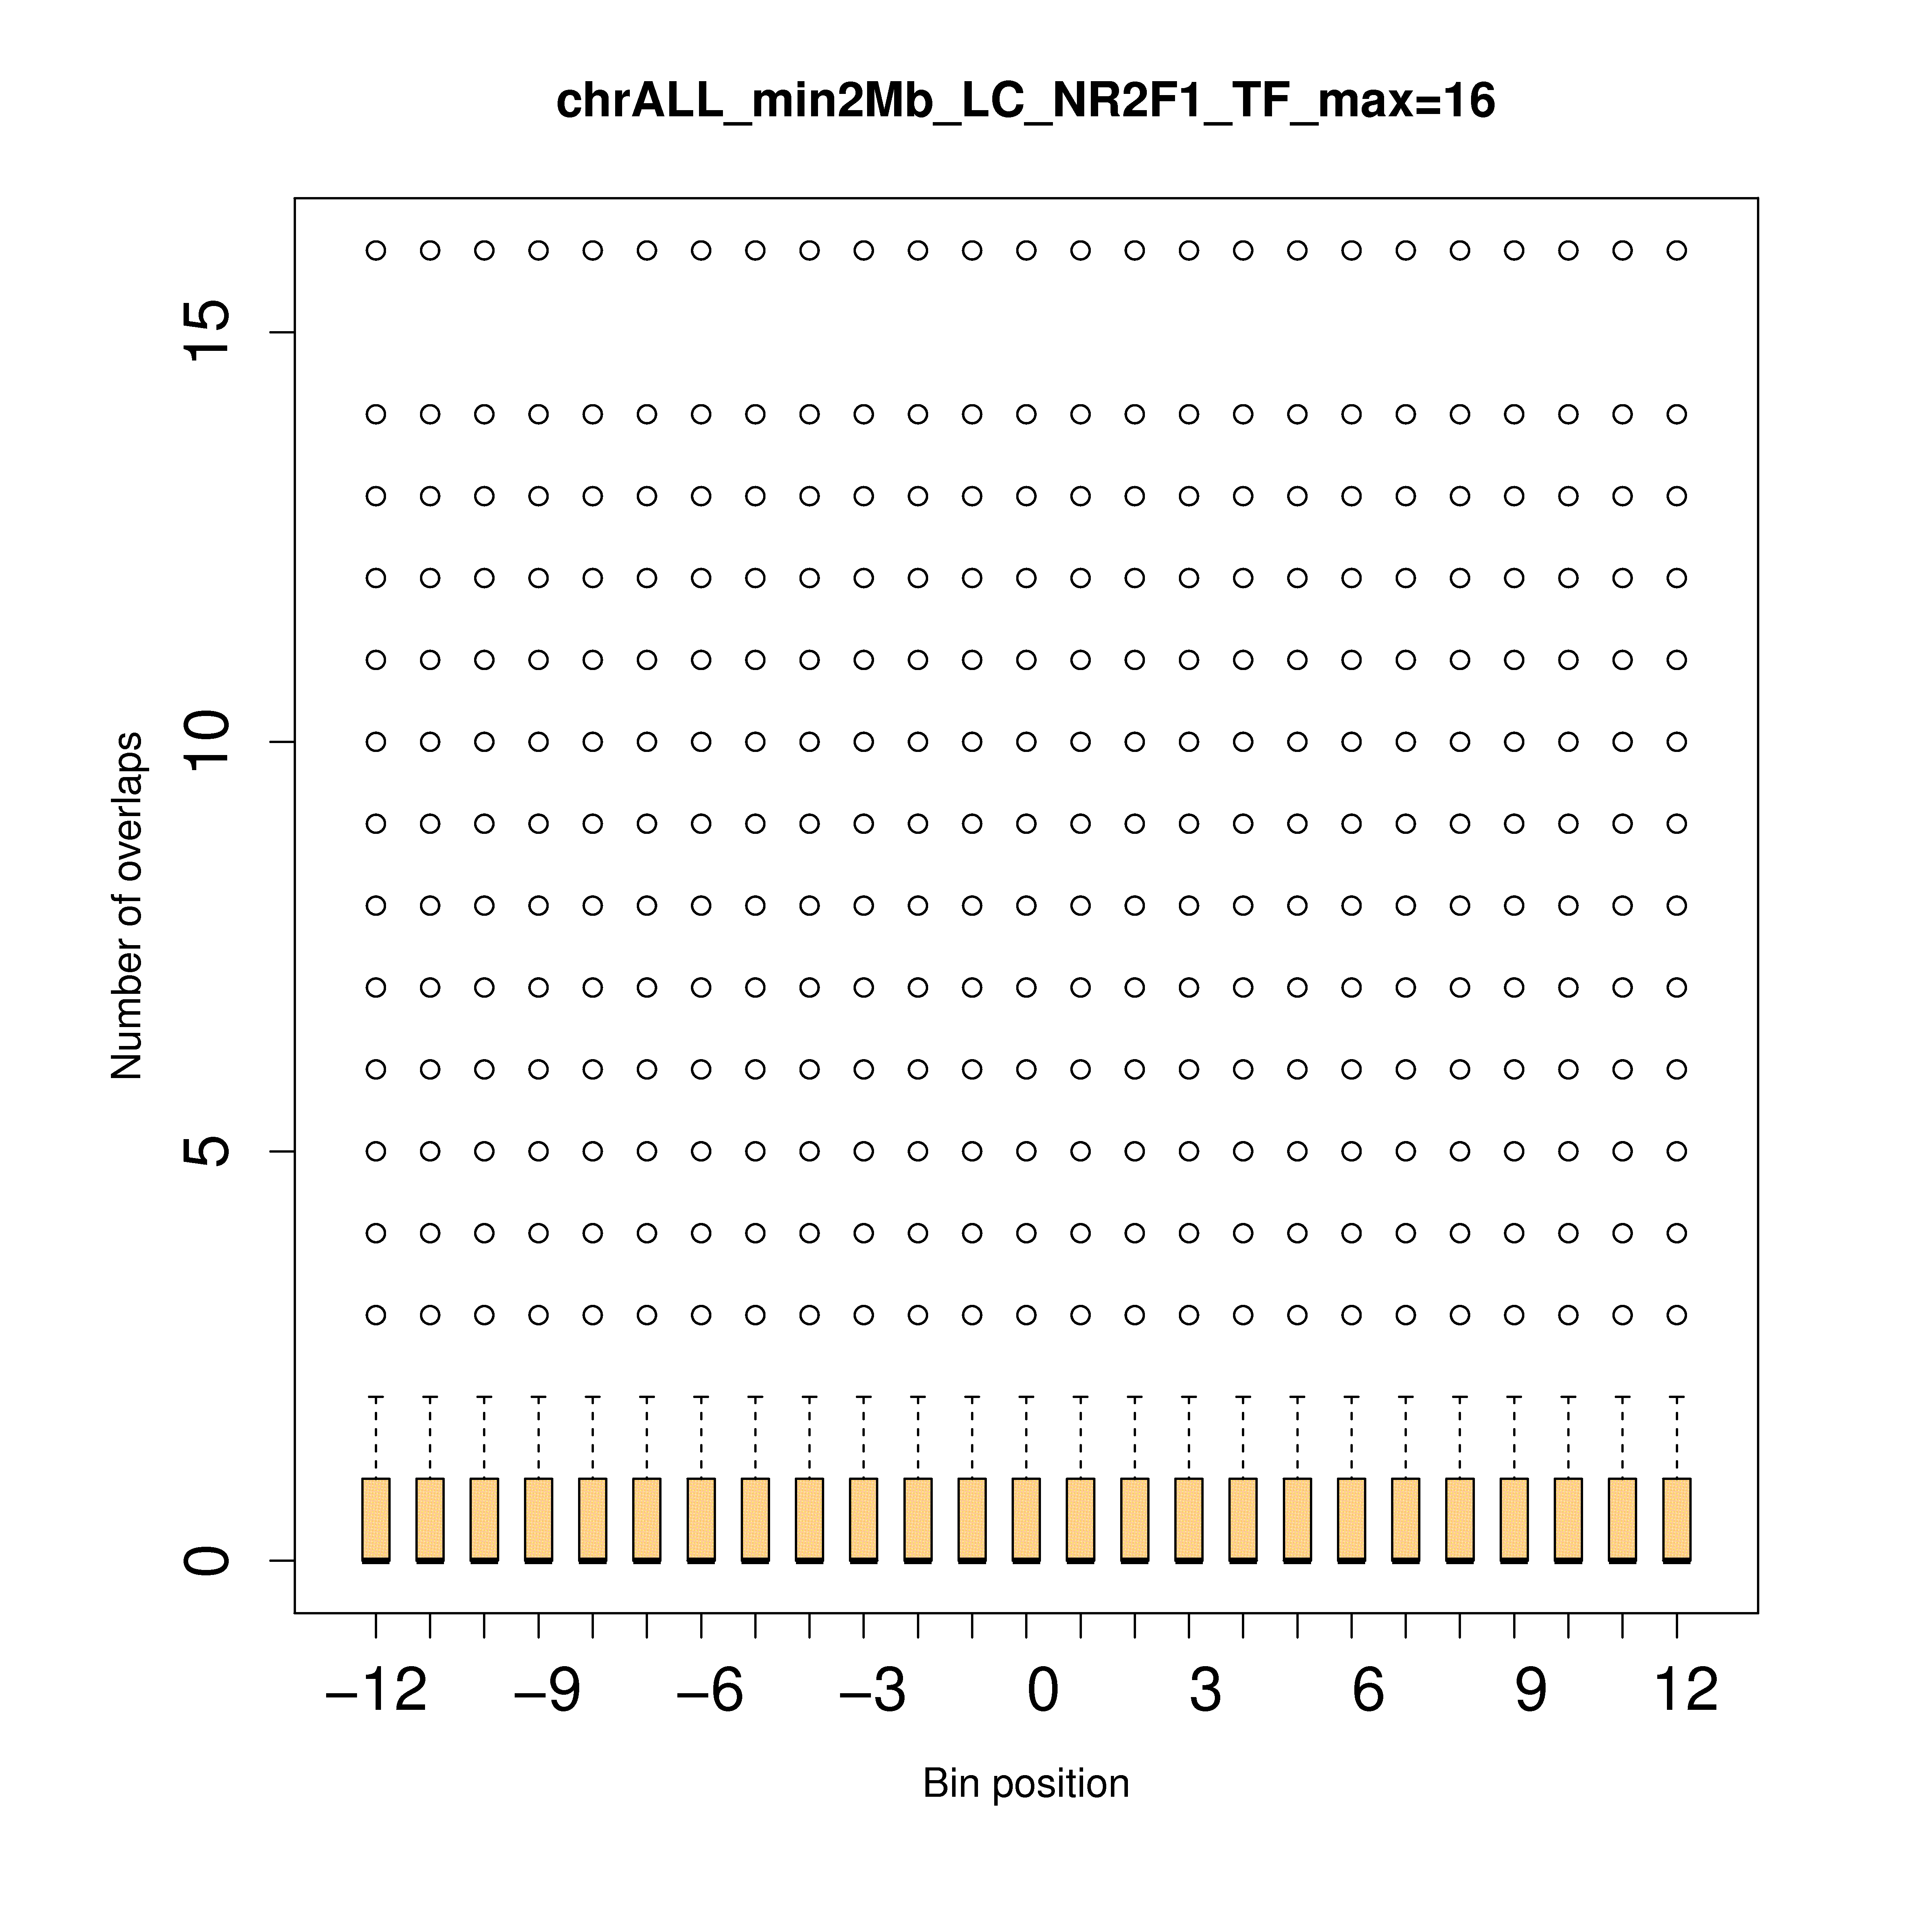 chrALL_min2Mb_LC_NR2F1_TF_max=16
Number of overlaps
15
10
5
0
−12 −9 −6 −3 0 3 6 9 12
Bin position